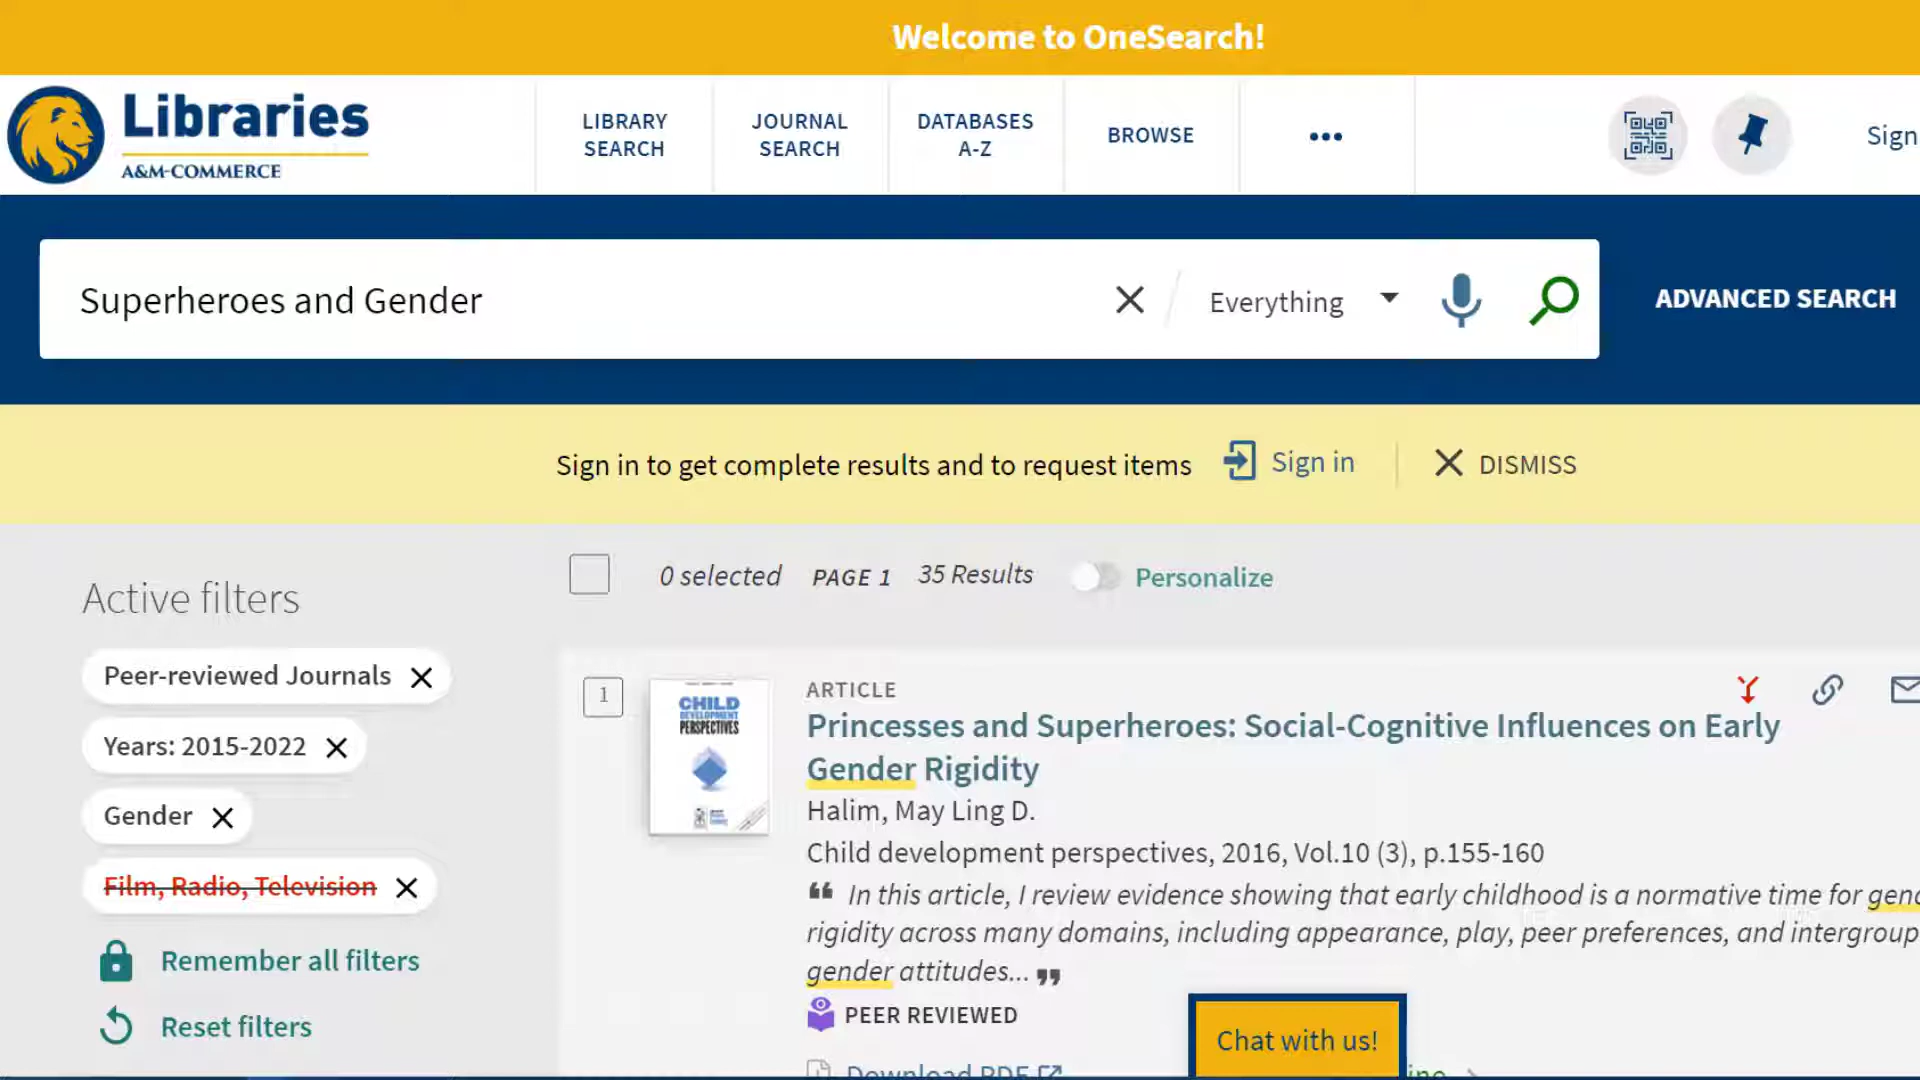 Welcome to OneSearch!
Libraries
A&M-COMMERCE
LIBRARY
SEARCH
JOURNAL
SEARCH
DATABASES
A-Z
BROWSE
•••
Sign
Superheroes and Gender
Everything
ADVANCED SEARCH
Sign in to get complete results and to request items
Sign in
DISMISS
Active filters
0 selected
PAGE 1
35 Results
Personalize
Peer-reviewed Journals
Years: 2015-2022
Gender
Film, Radio, Television
Remember all filters
Reset filters
1
CHILD
DEVELOPMENT
PERSPECTIVES
ARTICLE
Princesses and Superheroes: Social-Cognitive Influences on Early
Gender Rigidity
Halim, May Ling D.
Child development perspectives, 2016, Vol.10 (3), p.155-160
“ In this article, I review evidence showing that early childhood is a normative time for gend
rigidity across many domains, including appearance, play, peer preferences, and intergroup
gender attitudes... ”
PEER REVIEWED
Download PDF
Chat with us!